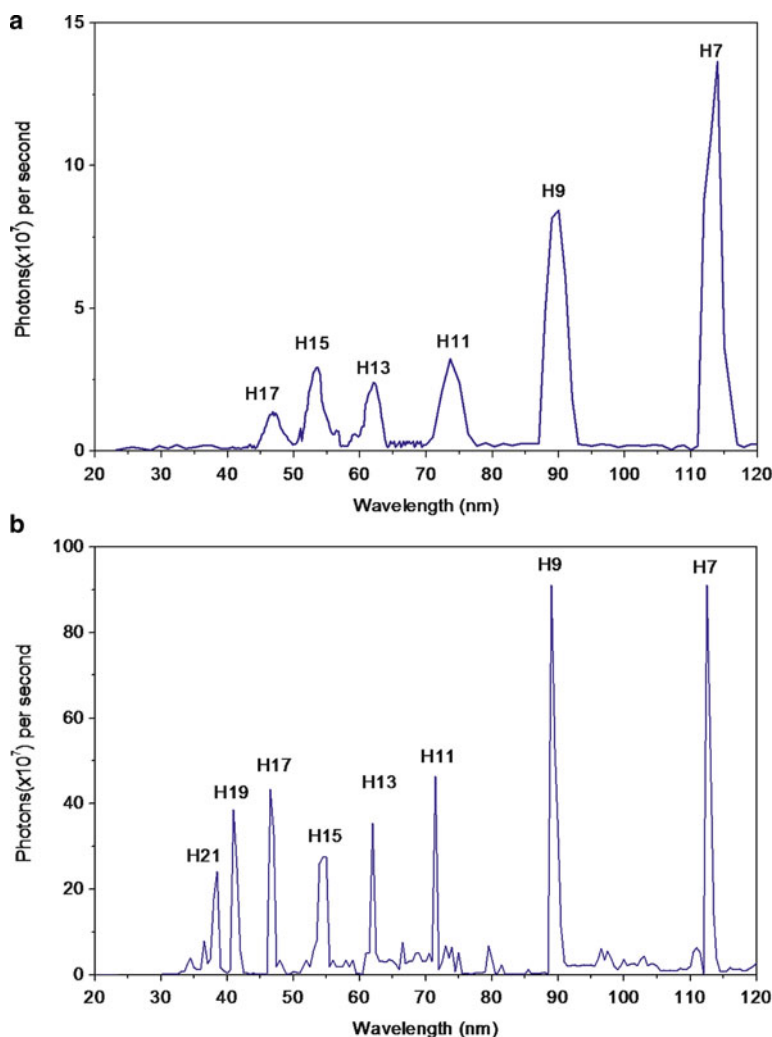 a
Photons(x10⁷) per second
15
10
5
0
H17
H15
H13
H11
H9
H7
20 30 40 50 60 70 80 90 100 110 120
Wavelength (nm)
b
Photons(x10⁷) per second
100
80
60
40
20
0
H21
H19
H17
H15
H13
H11
H9
H7
20 30 40 50 60 70 80 90 100 110 120
Wavelength (nm)